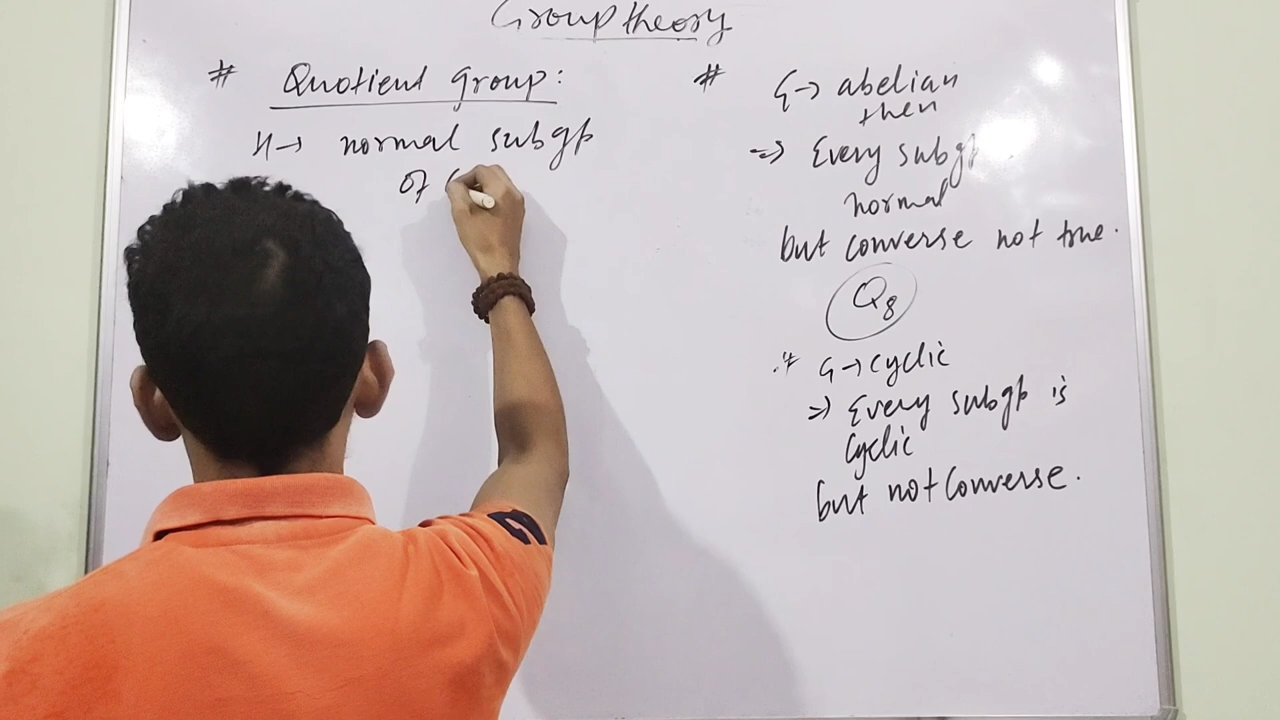 Group theory
# Quotient group:
H→ normal subgp
of G
# G→ abelian
then
=> Every subgp
normal
but converse not true.
Q8
# G→cyclic
=> Every subgp is
cyclic
but not converse.